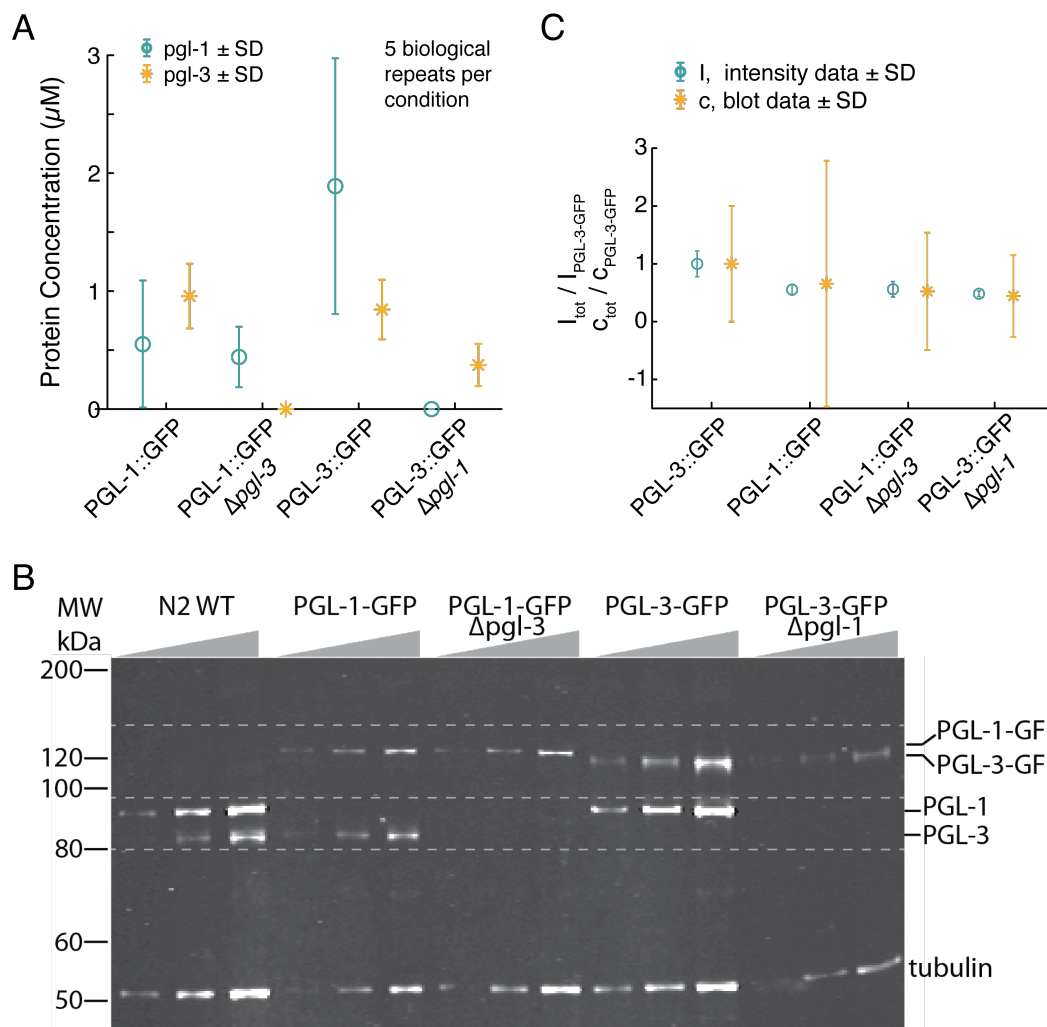 A
pgl-1 ± SD
pgl-3 ± SD
5 biological
repeats per
condition
Protein Concentration (µM)
3
2
1
0
PGL-1::GFP
PGL-1::GFP
Δpgl-3
PGL-3::GFP
PGL-3::GFP
Δpgl-1
C
I, intensity data ± SD
c, blot data ± SD
Itot / IPGL-3-GFP
ctot / cPGL-3-GFP
3
2
1
0
-1
PGL-3::GFP
PGL-1::GFP
PGL-1::GFP
Δpgl-3
PGL-3::GFP
Δpgl-1
B
MW
kDa
N2 WT
PGL-1-GFP
PGL-1-GFP
Δpgl-3
PGL-3-GFP
PGL-3-GFP
Δpgl-1
200
120
100
80
60
50
PGL-1-GF
PGL-3-GF
PGL-1
PGL-3
tubulin